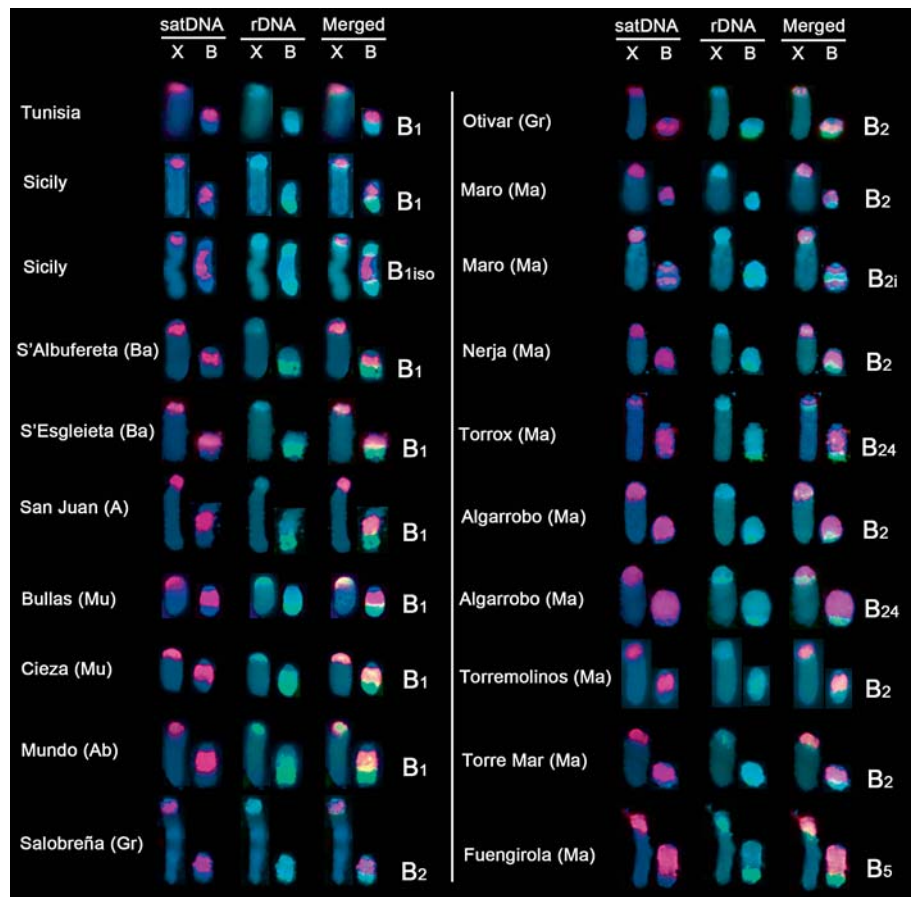 satDNA rDNA Merged
X B X B X B
Tunisia B1
Sicily B1
Sicily B1iso
S'Albufereta (Ba) B1
S'Esgleieta (Ba) B1
San Juan (A) B1
Bullas (Mu) B1
Cieza (Mu) B1
Mundo (Ab) B1
Salobreña (Gr) B2
satDNA rDNA Merged
X B X B X B
Otivar (Gr) B2
Maro (Ma) B2
Maro (Ma) B2i
Nerja (Ma) B2
Torrox (Ma) B24
Algarrobo (Ma) B2
Algarrobo (Ma) B24
Torremolinos (Ma) B2
Torre Mar (Ma) B2
Fuengirola (Ma) B5